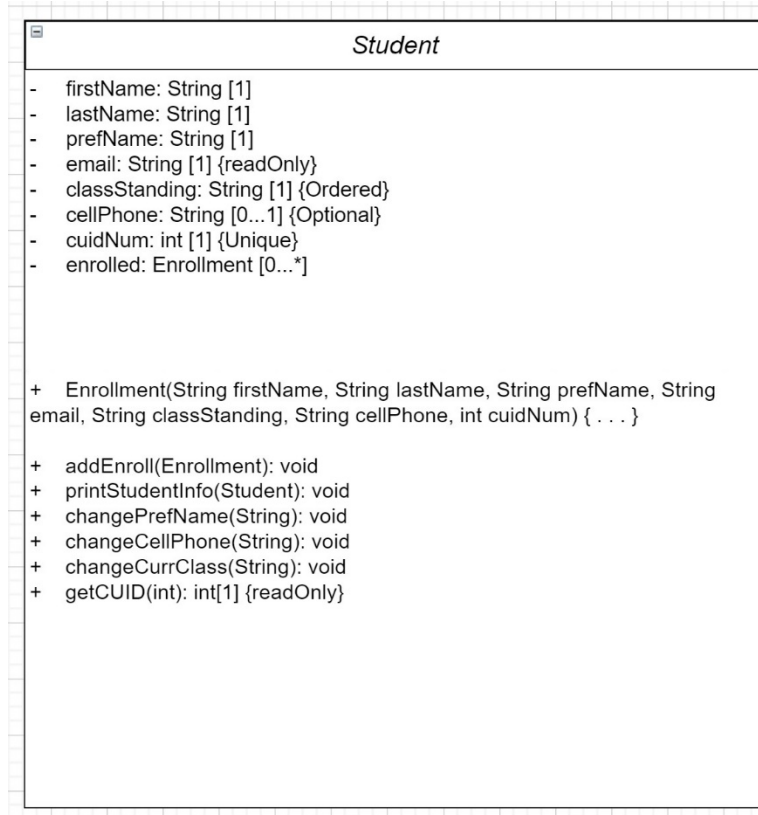 Student
- firstName: String [1]
- lastName: String [1]
- prefName: String [1]
- email: String [1] {readOnly}
- classStanding: String [1] {Ordered}
- cellPhone: String [0...1] {Optional}
- cuidNum: int [1] {Unique}
- enrolled: Enrollment [0...*]
+ Enrollment(String firstName, String lastName, String prefName, String
email, String classStanding, String cellPhone, int cuidNum) { . . . }
+ addEnroll(Enrollment): void
+ printStudentInfo(Student): void
+ changePrefName(String): void
+ changeCellPhone(String): void
+ changeCurrClass(String): void
+ getCUID(int): int[1] {readOnly}